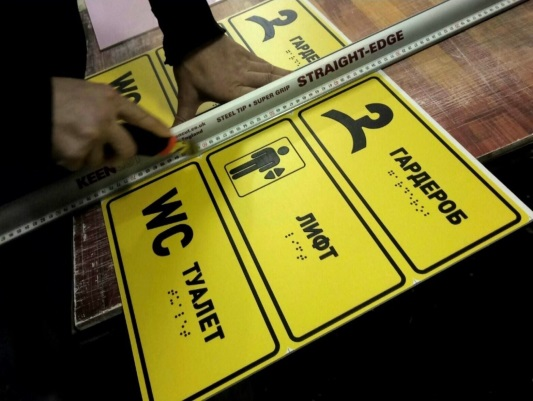 ГАРДЕ
WC
STRAIGHT-EDGE
STEEL TIP • SUPER GRIP
KEEN
WC
ТУАЛЕТ
ЛИФТ
ГАРДЕРОБ